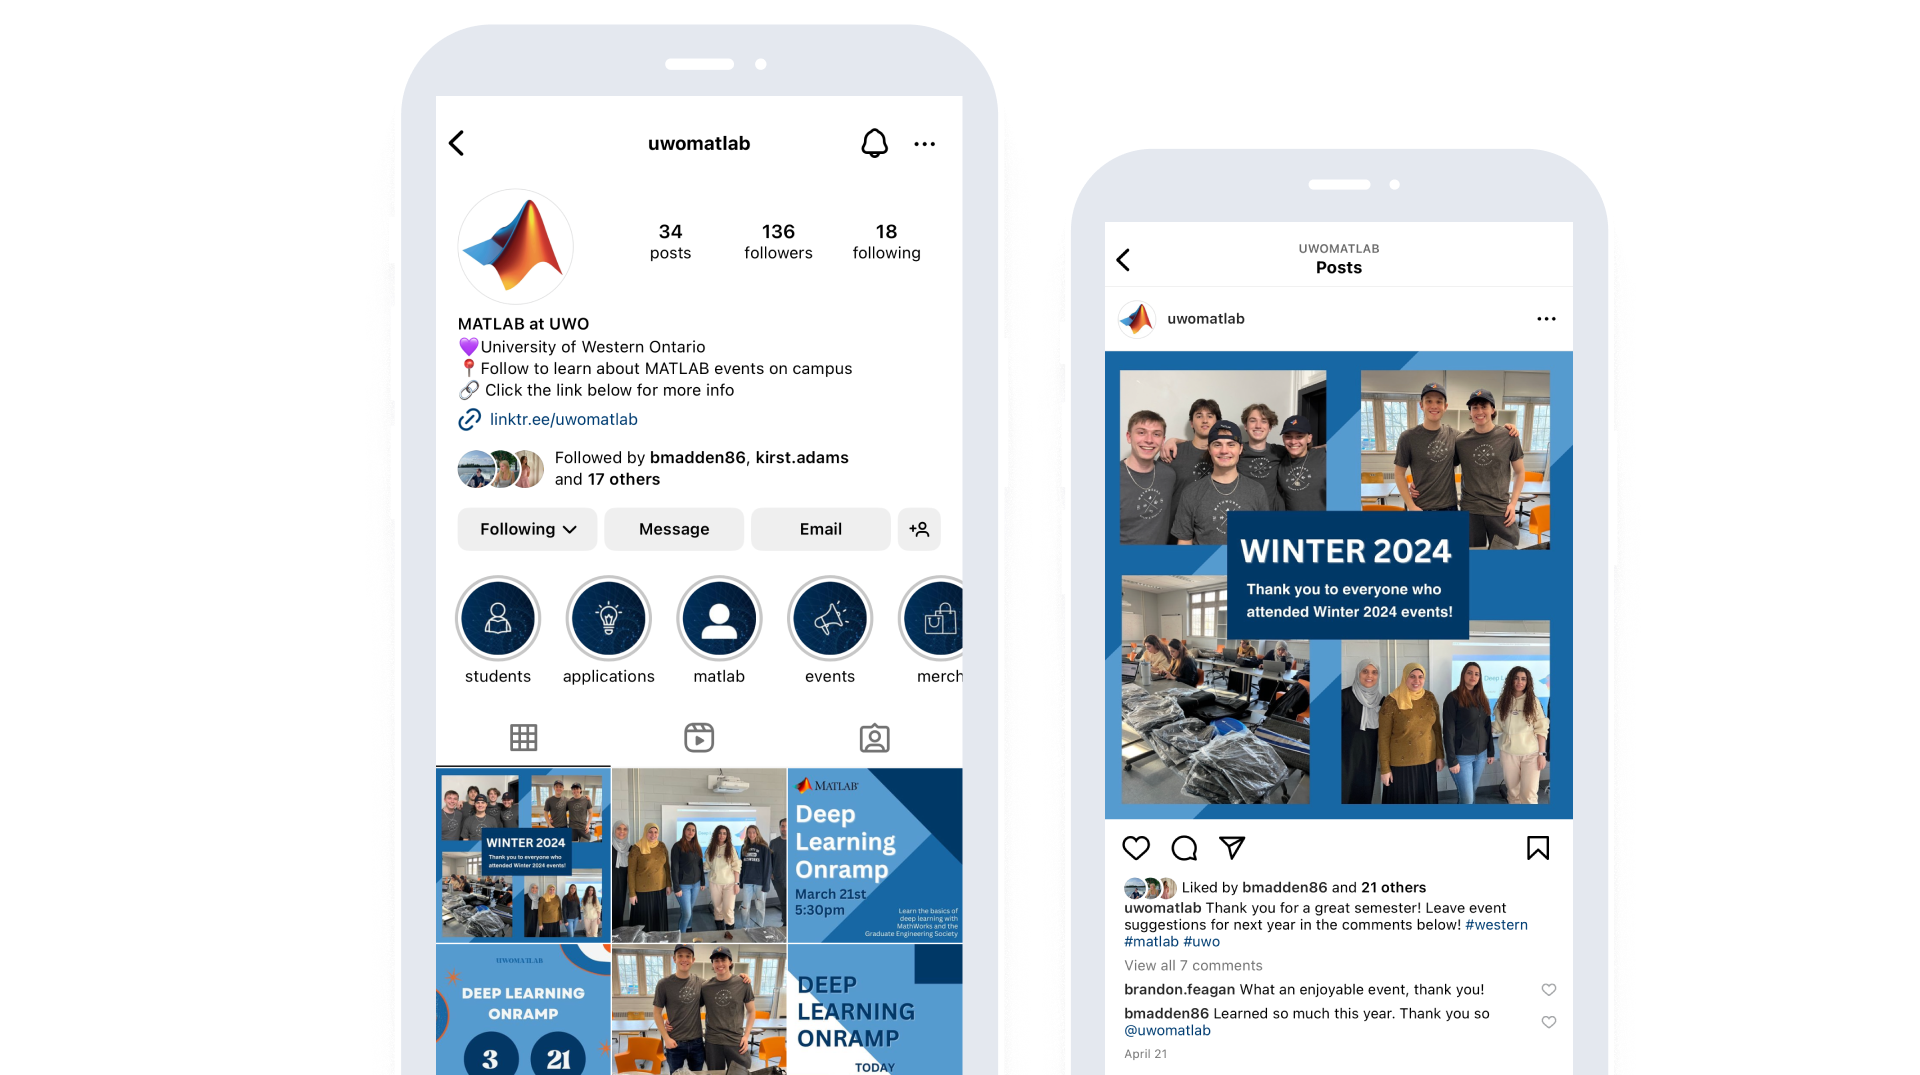 uwomatlab
34
posts
136
followers
18
following
MATLAB at UWO
University of Western Ontario
Follow to learn about MATLAB events on campus
Click the link below for more info
linktr.ee/uwomatlab
Followed by bmadden86, kirst.adams
and 17 others
Following
Message
Email
students
applications
matlab
events
merch
WINTER 2024
Thank you to everyone who
attended Winter 2024 events!
MATLAB
Deep
Learning
Onramp
March 21st
5:30pm
Learn the basics of
deep learning with
MathWorks and the
Graduate Engineering Society
UWOMATLAB
DEEP LEARNING
ONRAMP
3
21
DEEP
LEARNING
ONRAMP
TODAY
UWOMATLAB
Posts
uwomatlab
WINTER 2024
Thank you to everyone who
attended Winter 2024 events!
Liked by bmadden86 and 21 others
uwomatlab Thank you for a great semester! Leave event
suggestions for next year in the comments below! #western
#matlab #uwo
View all 7 comments
brandon.feagan What an enjoyable event, thank you!
bmadden86 Learned so much this year. Thank you so
@uwomatlab
April 21